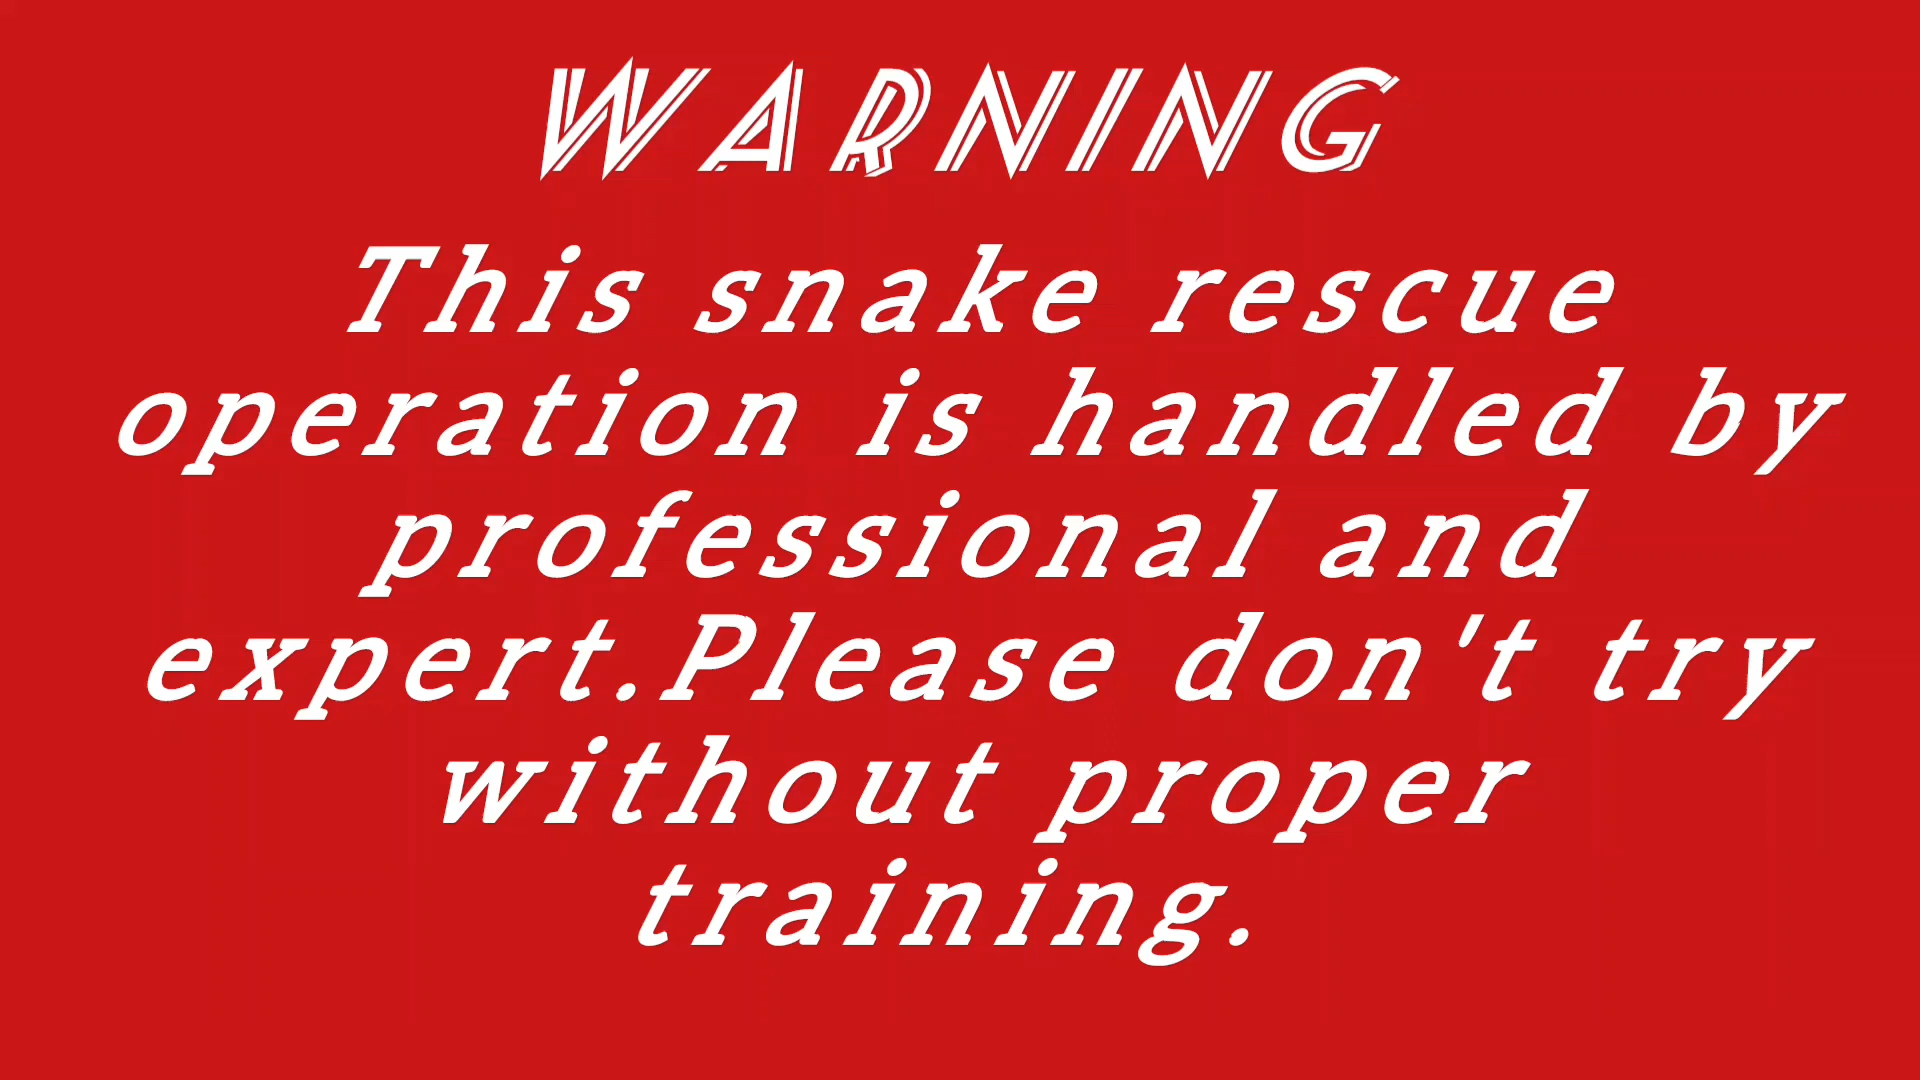 WARNING
This snake rescue
operation is handled by
professional and
expert.Please don't try
without proper
training.